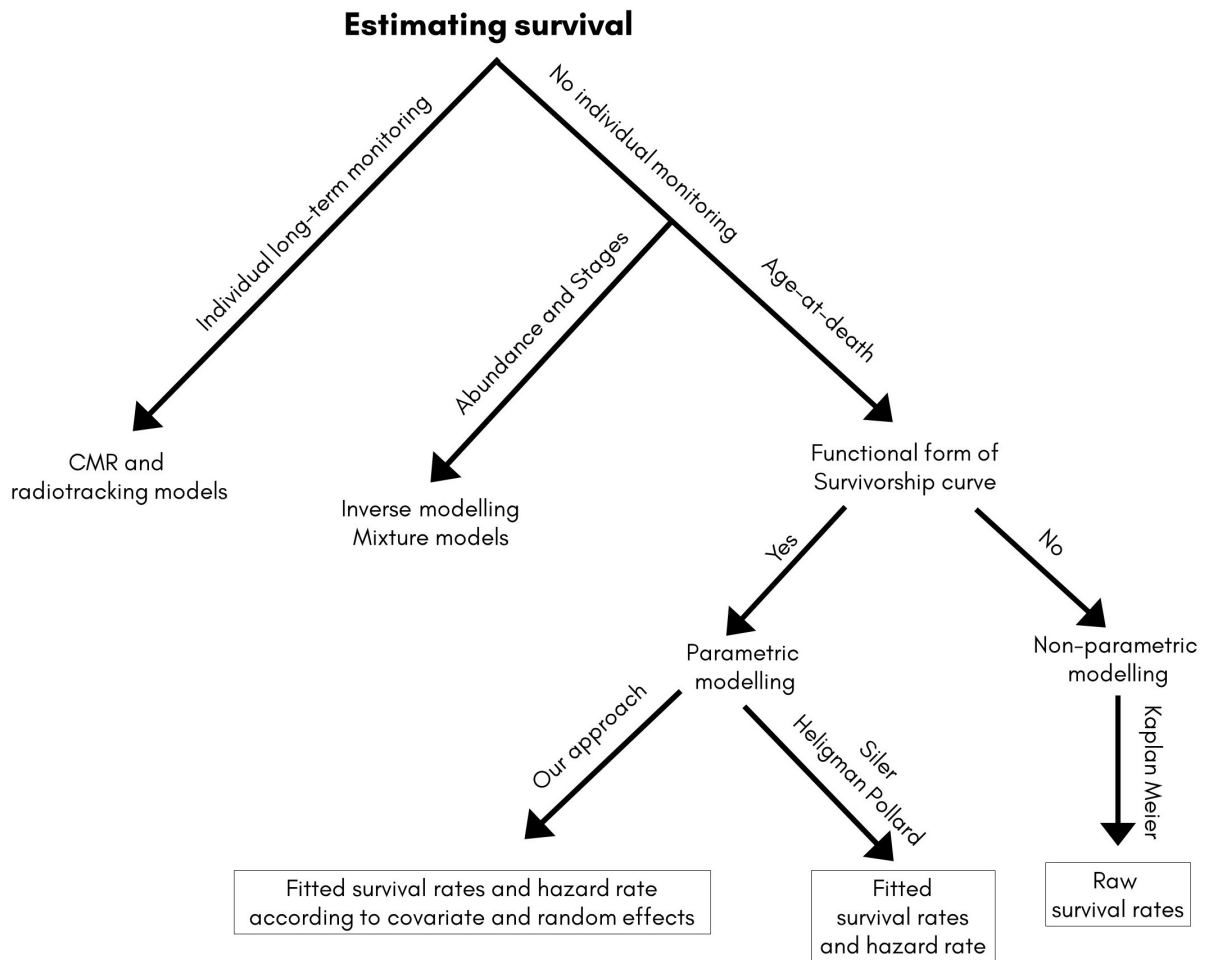 Estimating survival
Individual long-term monitoring
No individual monitoring
Abundance and Stages
Age-at-death
CMR and
radiotracking models
Inverse modelling
Mixture models
Functional form of
Survivorship curve
Yes
No
Parametric
modelling
Non-parametric
modelling
Our approach
Siler
Heligman Pollard
Kaplan Meier
Fitted survival rates and hazard rate
according to covariate and random effects
Fitted
survival rates
and hazard rate
Raw
survival rates